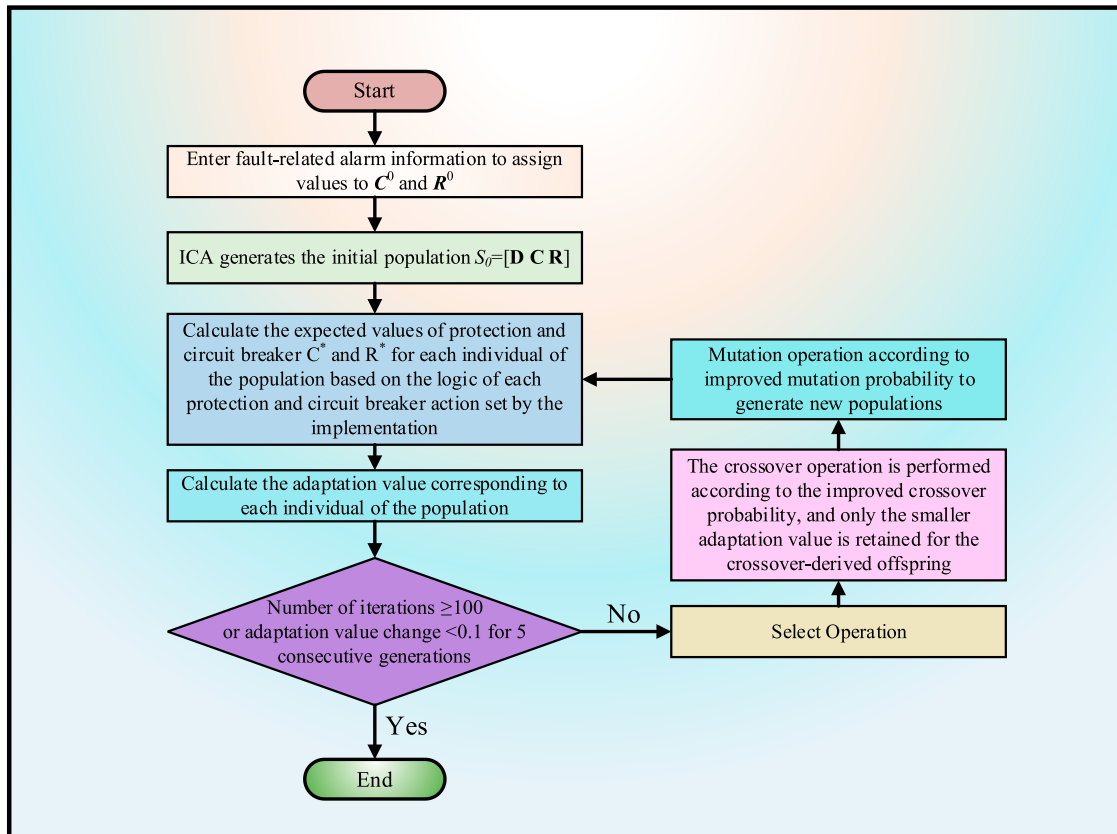 Start
Enter fault-related alarm information to assign
values to C⁰ and R⁰
ICA generates the initial population S₀=[D C R]
Calculate the expected values of protection and
circuit breaker C* and R* for each individual of
the population based on the logic of each
protection and circuit breaker action set by the
implementation
Calculate the adaptation value corresponding to
each individual of the population
Number of iterations ≥100
or adaptation value change <0.1 for 5
consecutive generations
No
Select Operation
The crossover operation is performed
according to the improved crossover
probability, and only the smaller
adaptation value is retained for the
crossover-derived offspring
Mutation operation according to
improved mutation probability to
generate new populations
Yes
End